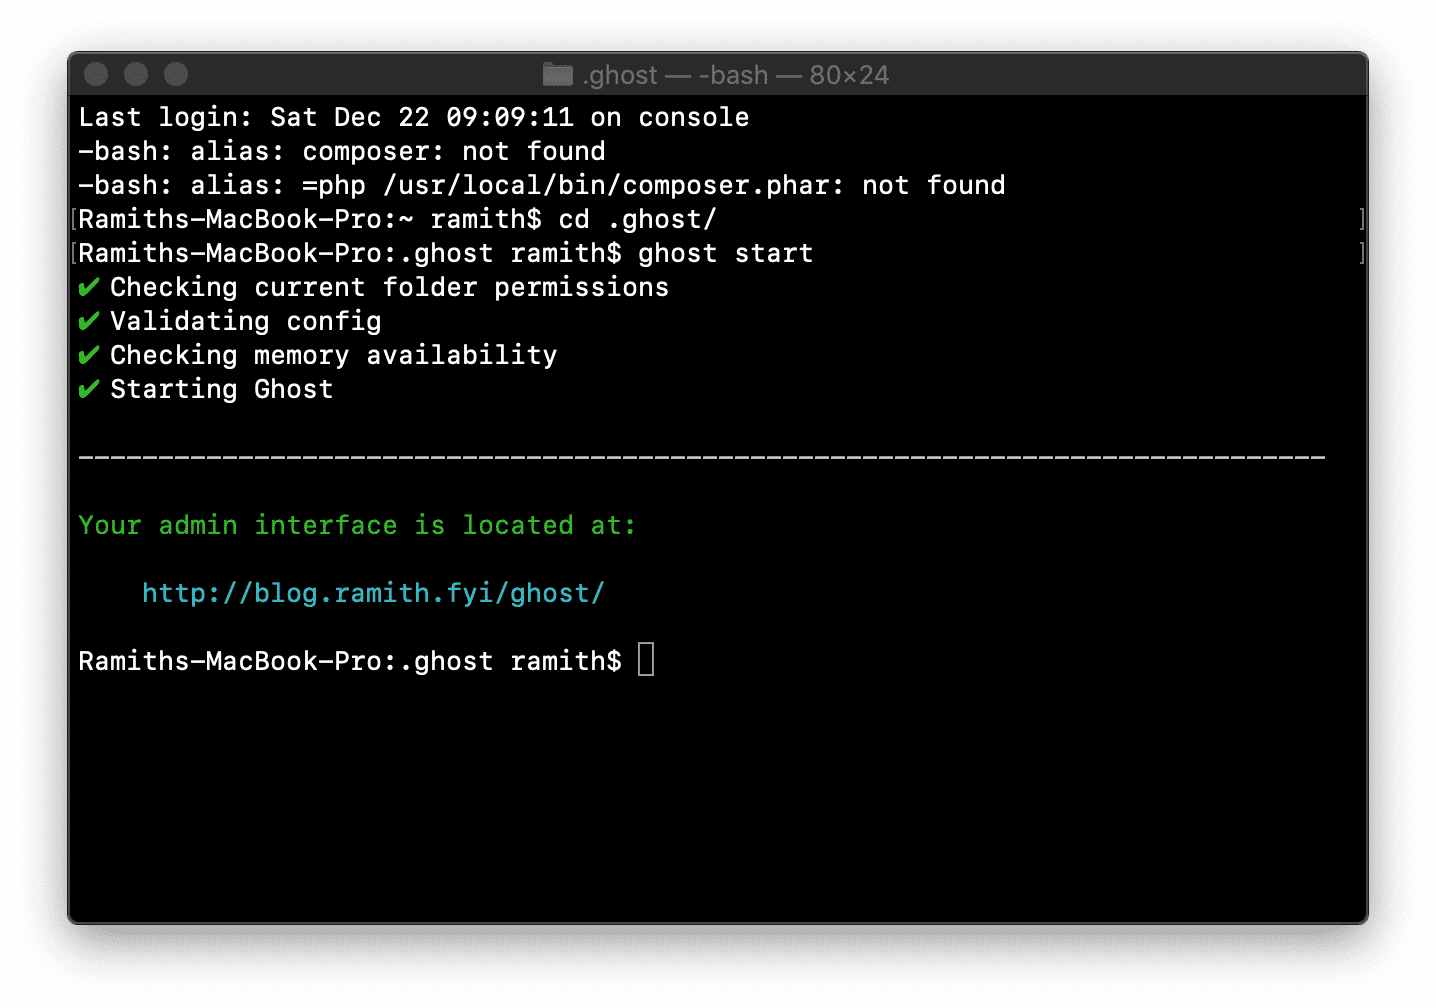 .ghost — -bash — 80×24
Last login: Sat Dec 22 09:09:11 on console
-bash: alias: composer: not found
-bash: alias: =php /usr/local/bin/composer.phar: not found
[Ramiths-MacBook-Pro:~ ramith$ cd .ghost/ ]
[Ramiths-MacBook-Pro:.ghost ramith$ ghost start ]
✔ Checking current folder permissions
✔ Validating config
✔ Checking memory availability
✔ Starting Ghost
------------------------------------------------------------------------------
Your admin interface is located at:
http://blog.ramith.fyi/ghost/
Ramiths-MacBook-Pro:.ghost ramith$